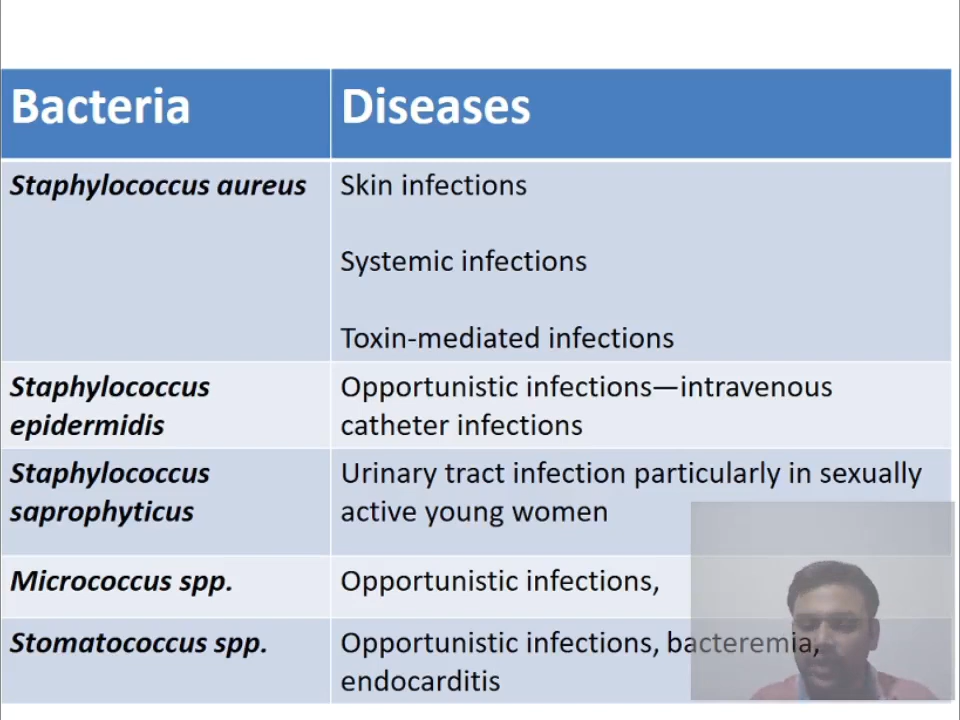 Bacteria Diseases
Staphylococcus aureus Skin infections
Systemic infections
Toxin-mediated infections
Staphylococcus Opportunistic infections—intravenous
epidermidis catheter infections
Staphylococcus Urinary tract infection particularly in sexually
saprophyticus active young women
Micrococcus spp. Opportunistic infections,
Stomatococcus spp. Opportunistic infections, bacteremia,
endocarditis